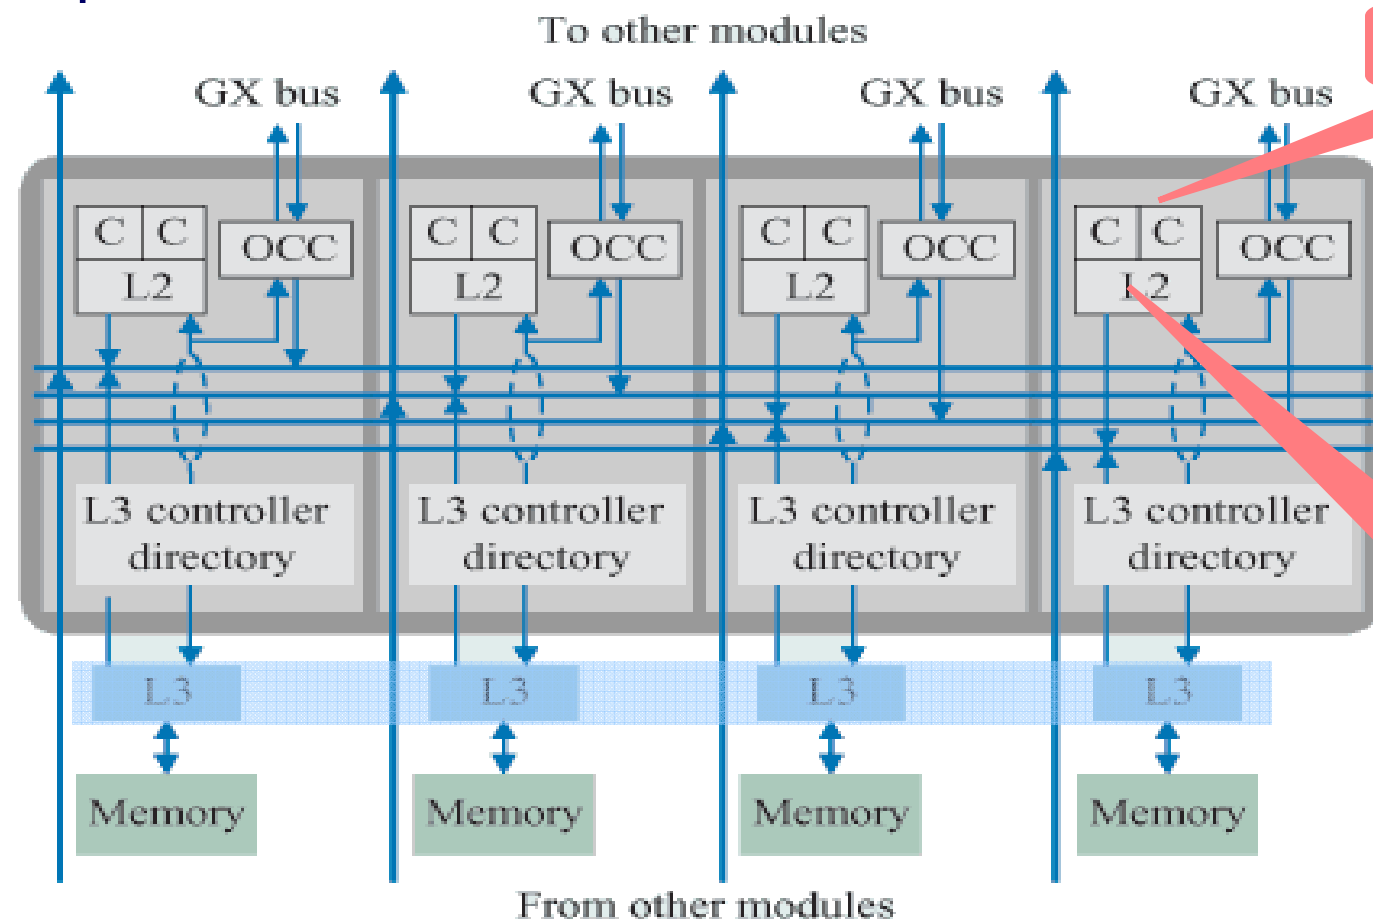 To other modules
GX bus GX bus GX bus GX bus
C C OCC C C OCC C C OCC C C OCC
L2 L2 L2 L2
L3 controller L3 controller L3 controller L3 controller
directory directory directory directory
L3 L3 L3 L3
Memory Memory Memory Memory
From other modules